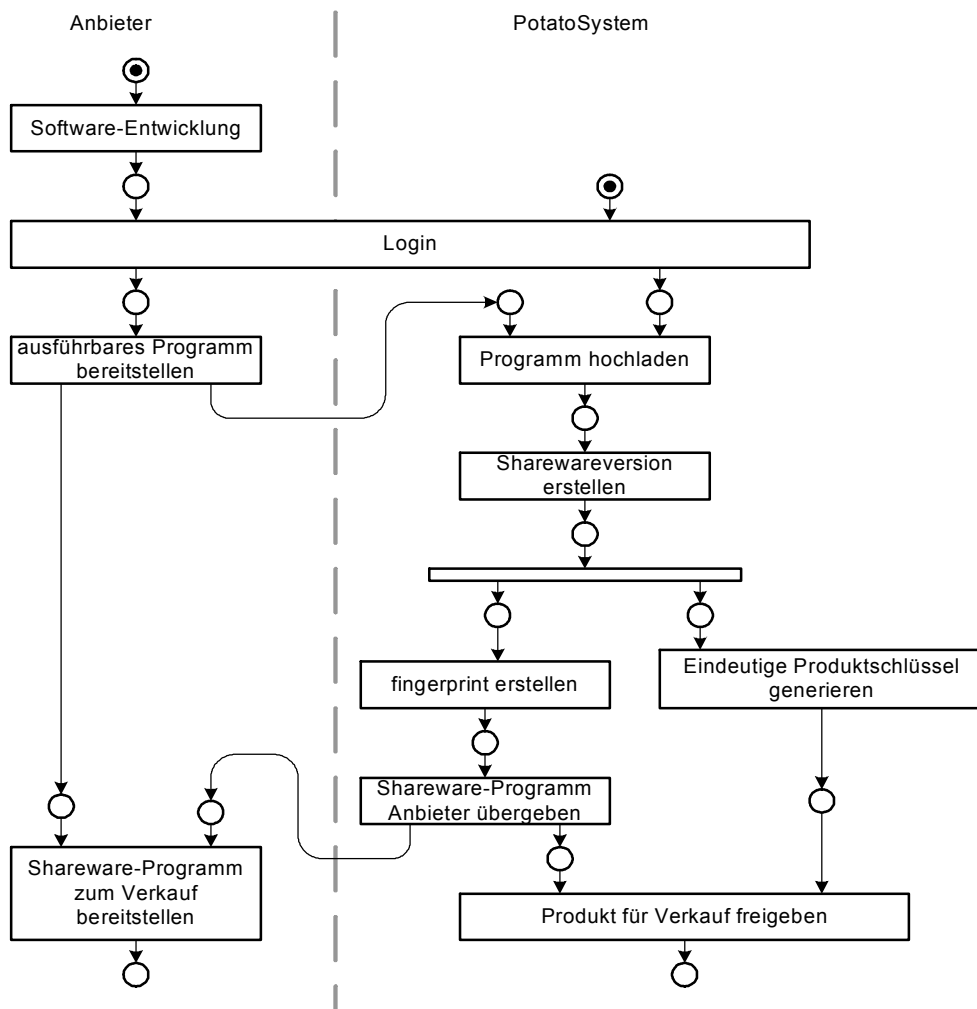 Anbieter
PotatoSystem
Software-Entwicklung
Login
ausführbares Programm
bereitstellen
Programm hochladen
Sharewareversion
erstellen
fingerprint erstellen
Eindeutige Produktschlüssel
generieren
Shareware-Programm
Anbieter übergeben
Shareware-Programm
zum Verkauf
bereitstellen
Produkt für Verkauf freigeben